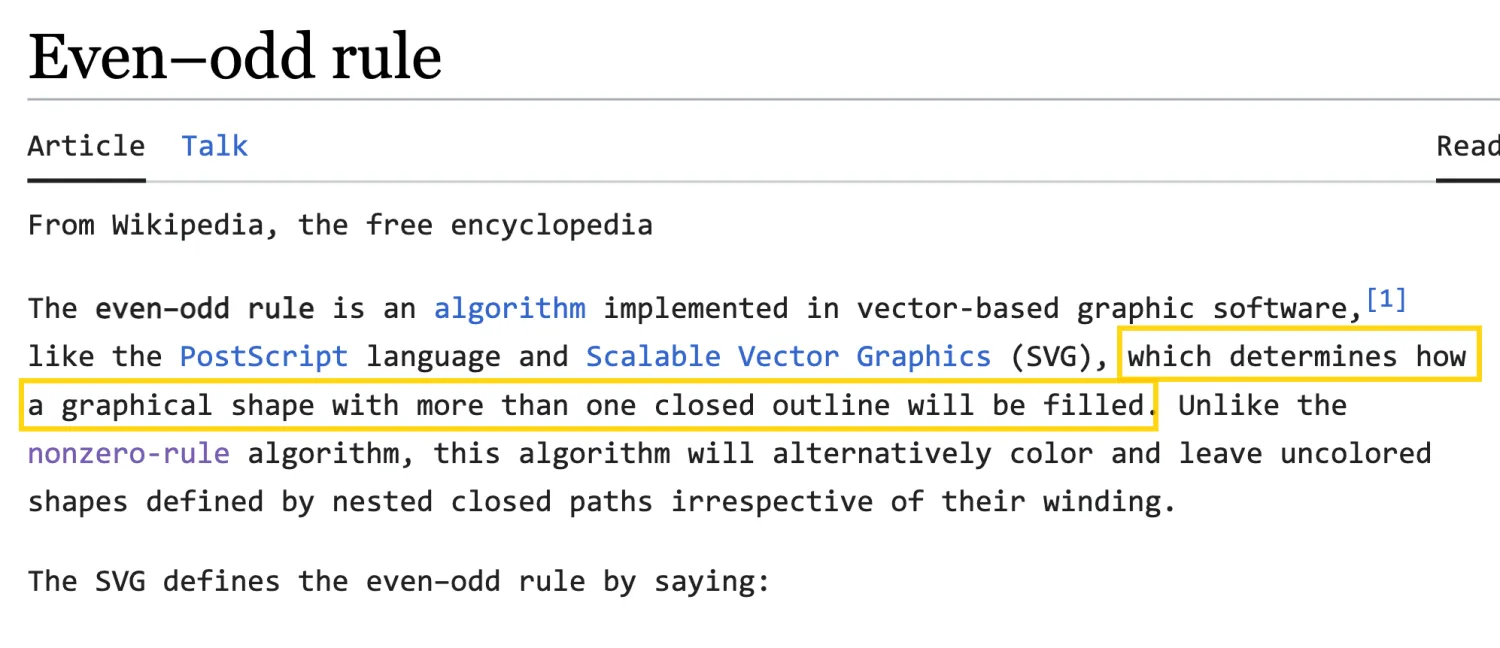 Even–odd rule
Article Talk Read
From Wikipedia, the free encyclopedia
The even–odd rule is an algorithm implemented in vector-based graphic software,[1]
like the PostScript language and Scalable Vector Graphics (SVG), which determines how
a graphical shape with more than one closed outline will be filled. Unlike the
nonzero-rule algorithm, this algorithm will alternatively color and leave uncolored
shapes defined by nested closed paths irrespective of their winding.
The SVG defines the even–odd rule by saying: